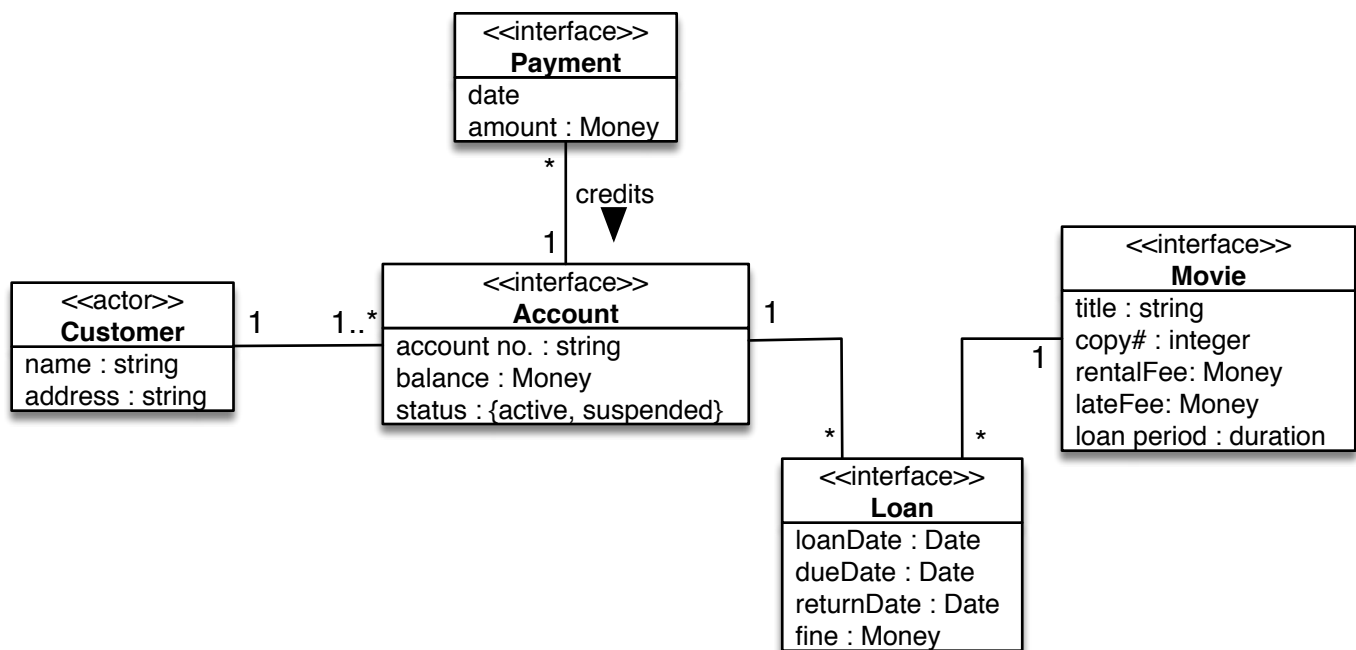 <<interface>>
Payment
date
amount : Money
*
credits
1
<<actor>>
Customer
name : string
address : string
1
1..*
<<interface>>
Account
account no. : string
balance : Money
status : {active, suspended}
1
*
<<interface>>
Movie
title : string
copy# : integer
rentalFee: Money
lateFee: Money
loan period : duration
1
*
<<interface>>
Loan
loanDate : Date
dueDate : Date
returnDate : Date
fine : Money